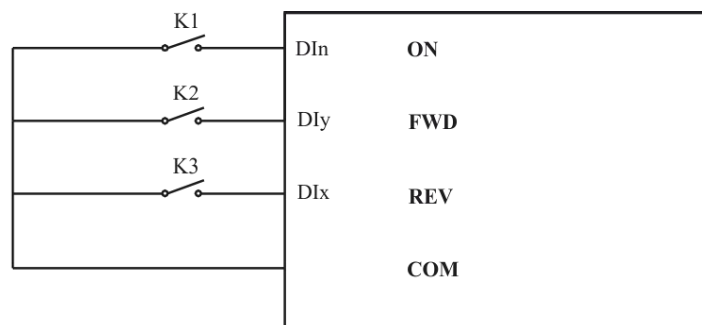 K1
DIn ON
K2
DIy FWD
K3
DIx REV
COM